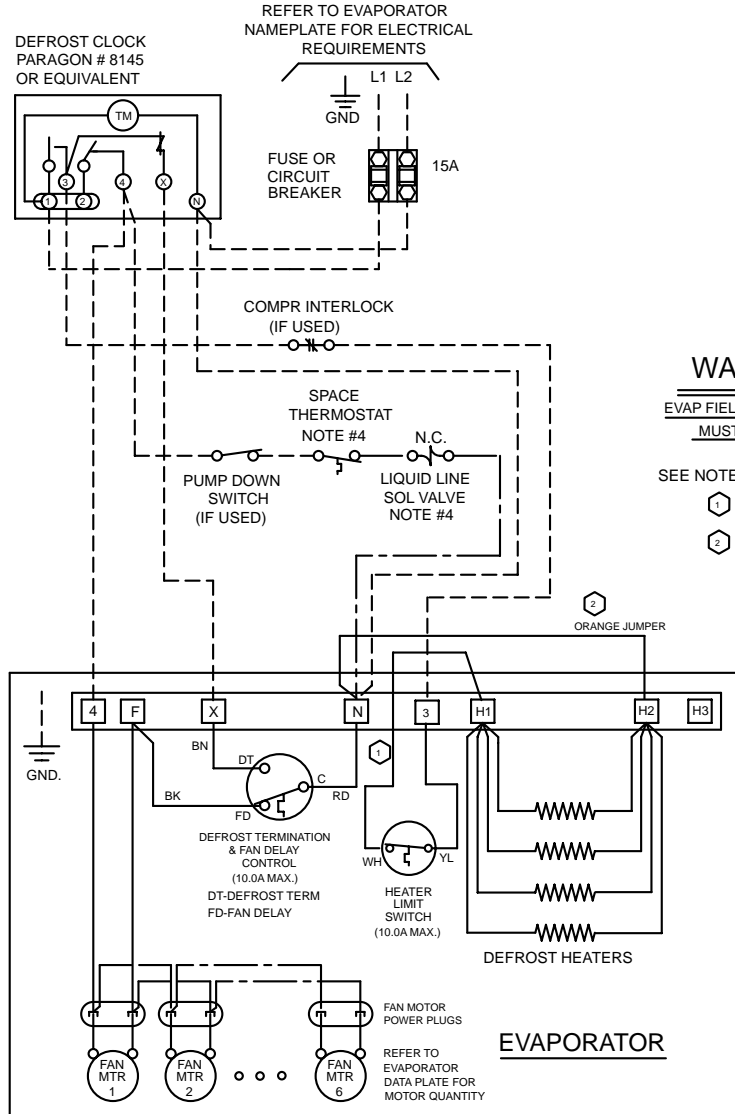 REFER TO EVAPORATOR
NAMEPLATE FOR ELECTRICAL
REQUIREMENTS
DEFROST CLOCK
PARAGON # 8145
OR EQUIVALENT
L1 L2
GND
TM
3
4
X
1
2
N
FUSE OR
CIRCUIT
BREAKER
15A
COMPR INTERLOCK
(IF USED)
SPACE
THERMOSTAT
NOTE #4
N.C.
PUMP DOWN
SWITCH
(IF USED)
LIQUID LINE
SOL VALVE
NOTE #4
WA
EVAP FIEL
MUST
SEE NOTE
1
2
2
ORANGE JUMPER
4
F
X
N
3
H1
H2
H3
GND.
BN
DT
C
RD
BK
FD
1
DEFROST TERMINATION
& FAN DELAY
CONTROL
(10.0A MAX.)
DT-DEFROST TERM
FD-FAN DELAY
WH
YL
HEATER
LIMIT
SWITCH
(10.0A MAX.)
DEFROST HEATERS
FAN MOTOR
POWER PLUGS
EVAPORATOR
FAN
MTR
1
FAN
MTR
2
FAN
MTR
6
REFER TO
EVAPORATOR
DATA PLATE FOR
MOTOR QUANTITY